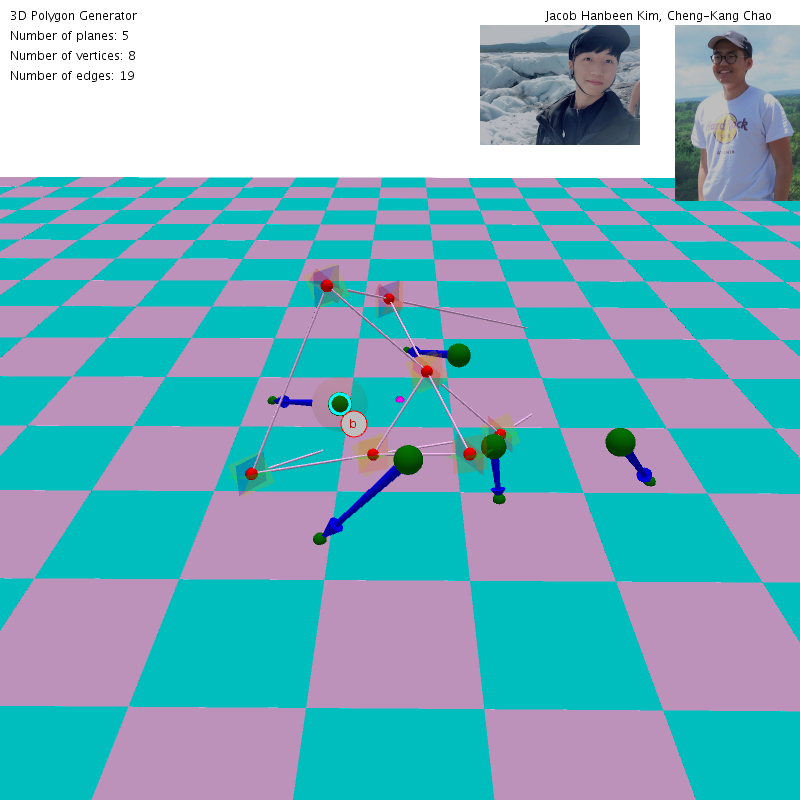 3D Polygon Generator
Jacob Hanbeen Kim, Cheng-Kang Chao
Number of planes: 5
Number of vertices: 8
Number of edges: 19
b